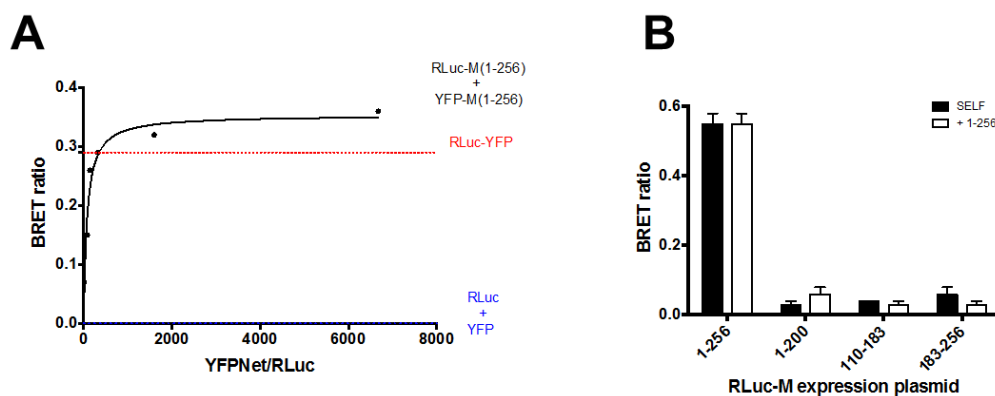 A
RLuc-M(1-256)
+
YFP-M(1-256)
RLuc-YFP
RLuc
+
YFP
BRET ratio
0.4
0.3
0.2
0.1
0.0
0
2000
4000
6000
8000
YFPNet/RLuc
B
SELF
+ 1-256
BRET ratio
0.6
0.4
0.2
0.0
1-256
1-200
110-183
183-256
RLuc-M expression plasmid